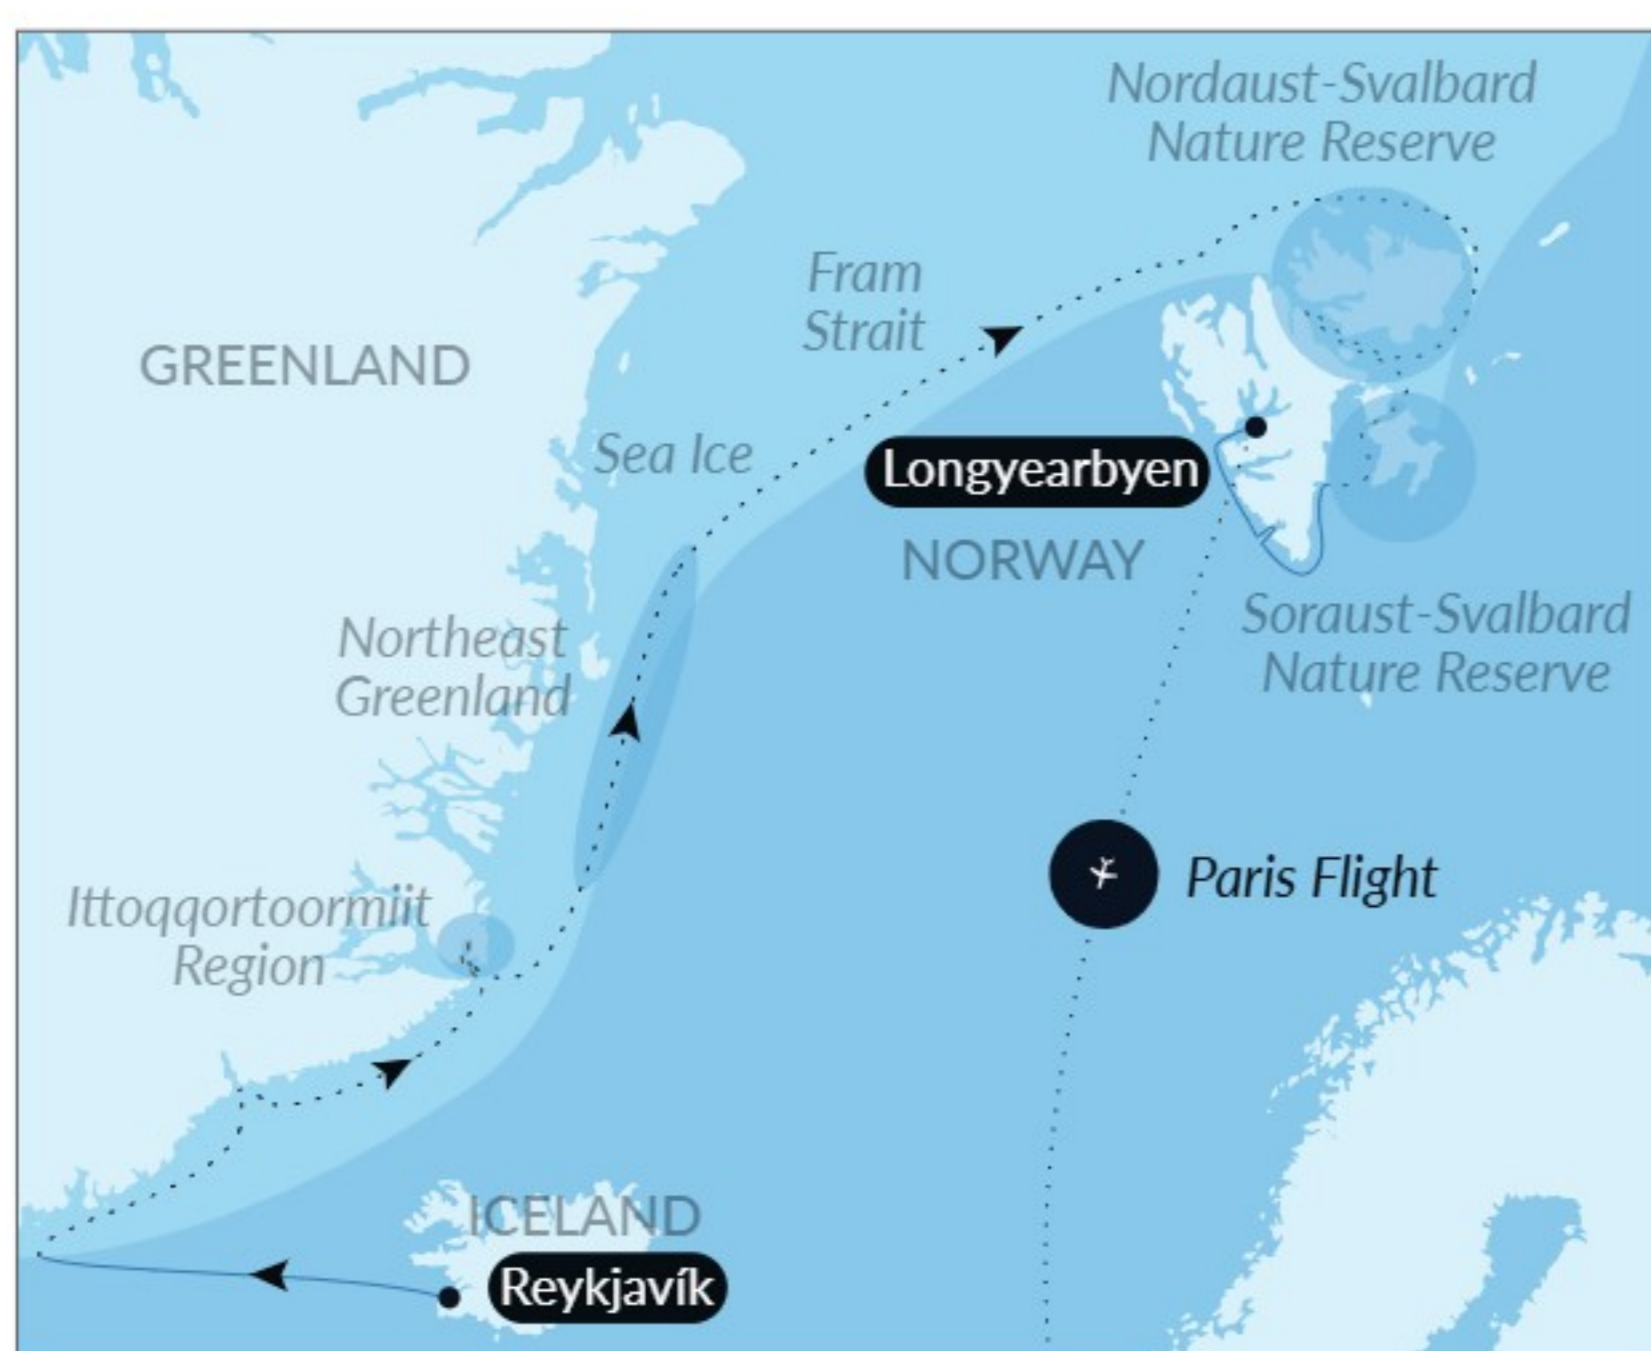 Nordaust-Svalbard
Nature Reserve
Fram
Strait
GREENLAND
Sea Ice
Longyearbyen
NORWAY
Soraust-Svalbard
Nature Reserve
Northeast
Greenland
Paris Flight
Ittoqqortoormiit
Region
ICELAND
Reykjavík